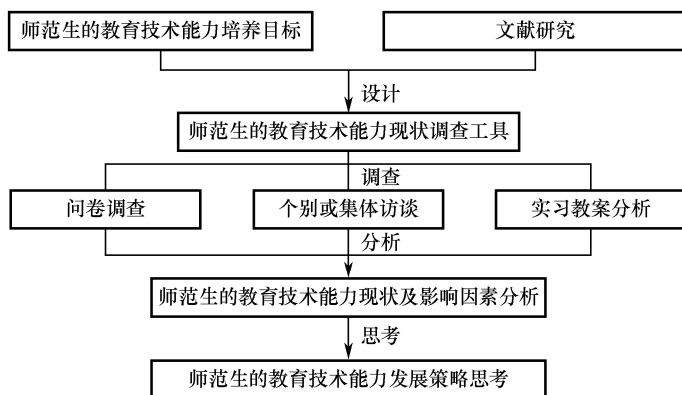 师范生的教育技术能力培养目标
文献研究
设计
师范生的教育技术能力现状调查工具
调查
问卷调查
个别或集体访谈
实习教案分析
分析
师范生的教育技术能力现状及影响因素分析
思考
师范生的教育技术能力发展策略思考